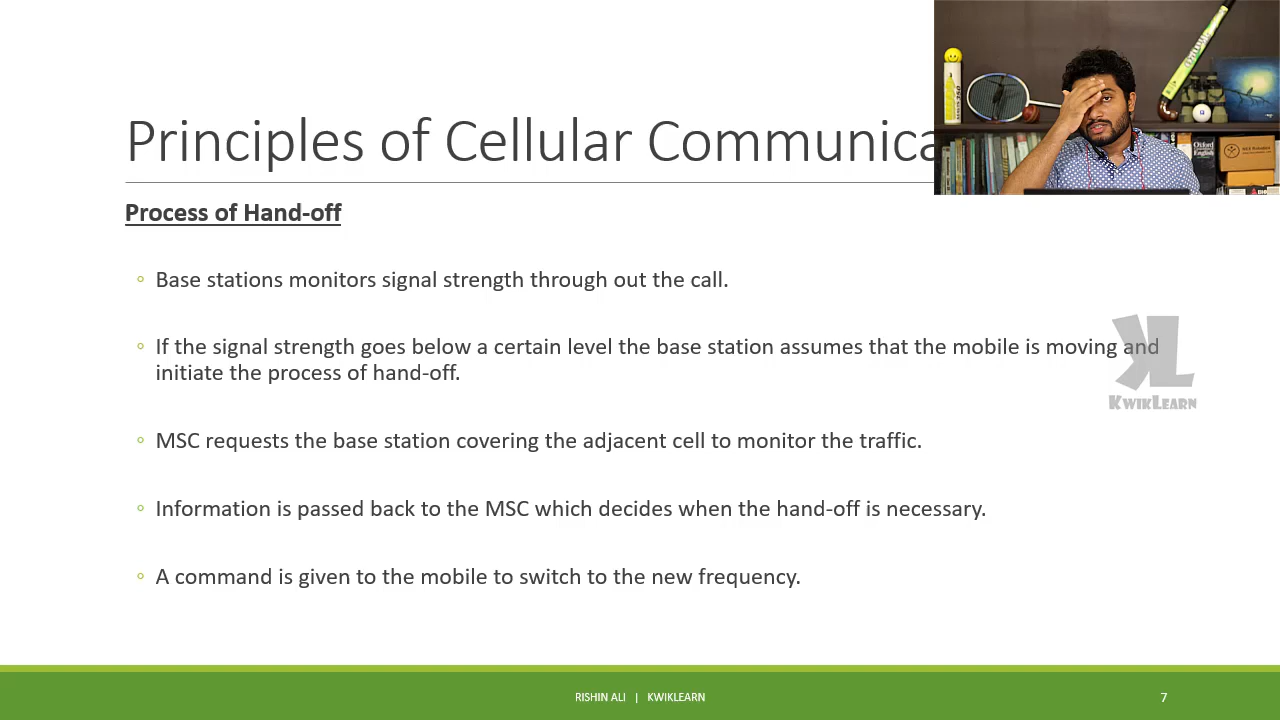 Principles of Cellular Communica
Process of Hand-off
Base stations monitors signal strength through out the call.
If the signal strength goes below a certain level the base station assumes that the mobile is moving and
initiate the process of hand-off.
KWIKLEARN
MSC requests the base station covering the adjacent cell to monitor the traffic.
Information is passed back to the MSC which decides when the hand-off is necessary.
A command is given to the mobile to switch to the new frequency.
RISHIN ALI | KWIKLEARN
7